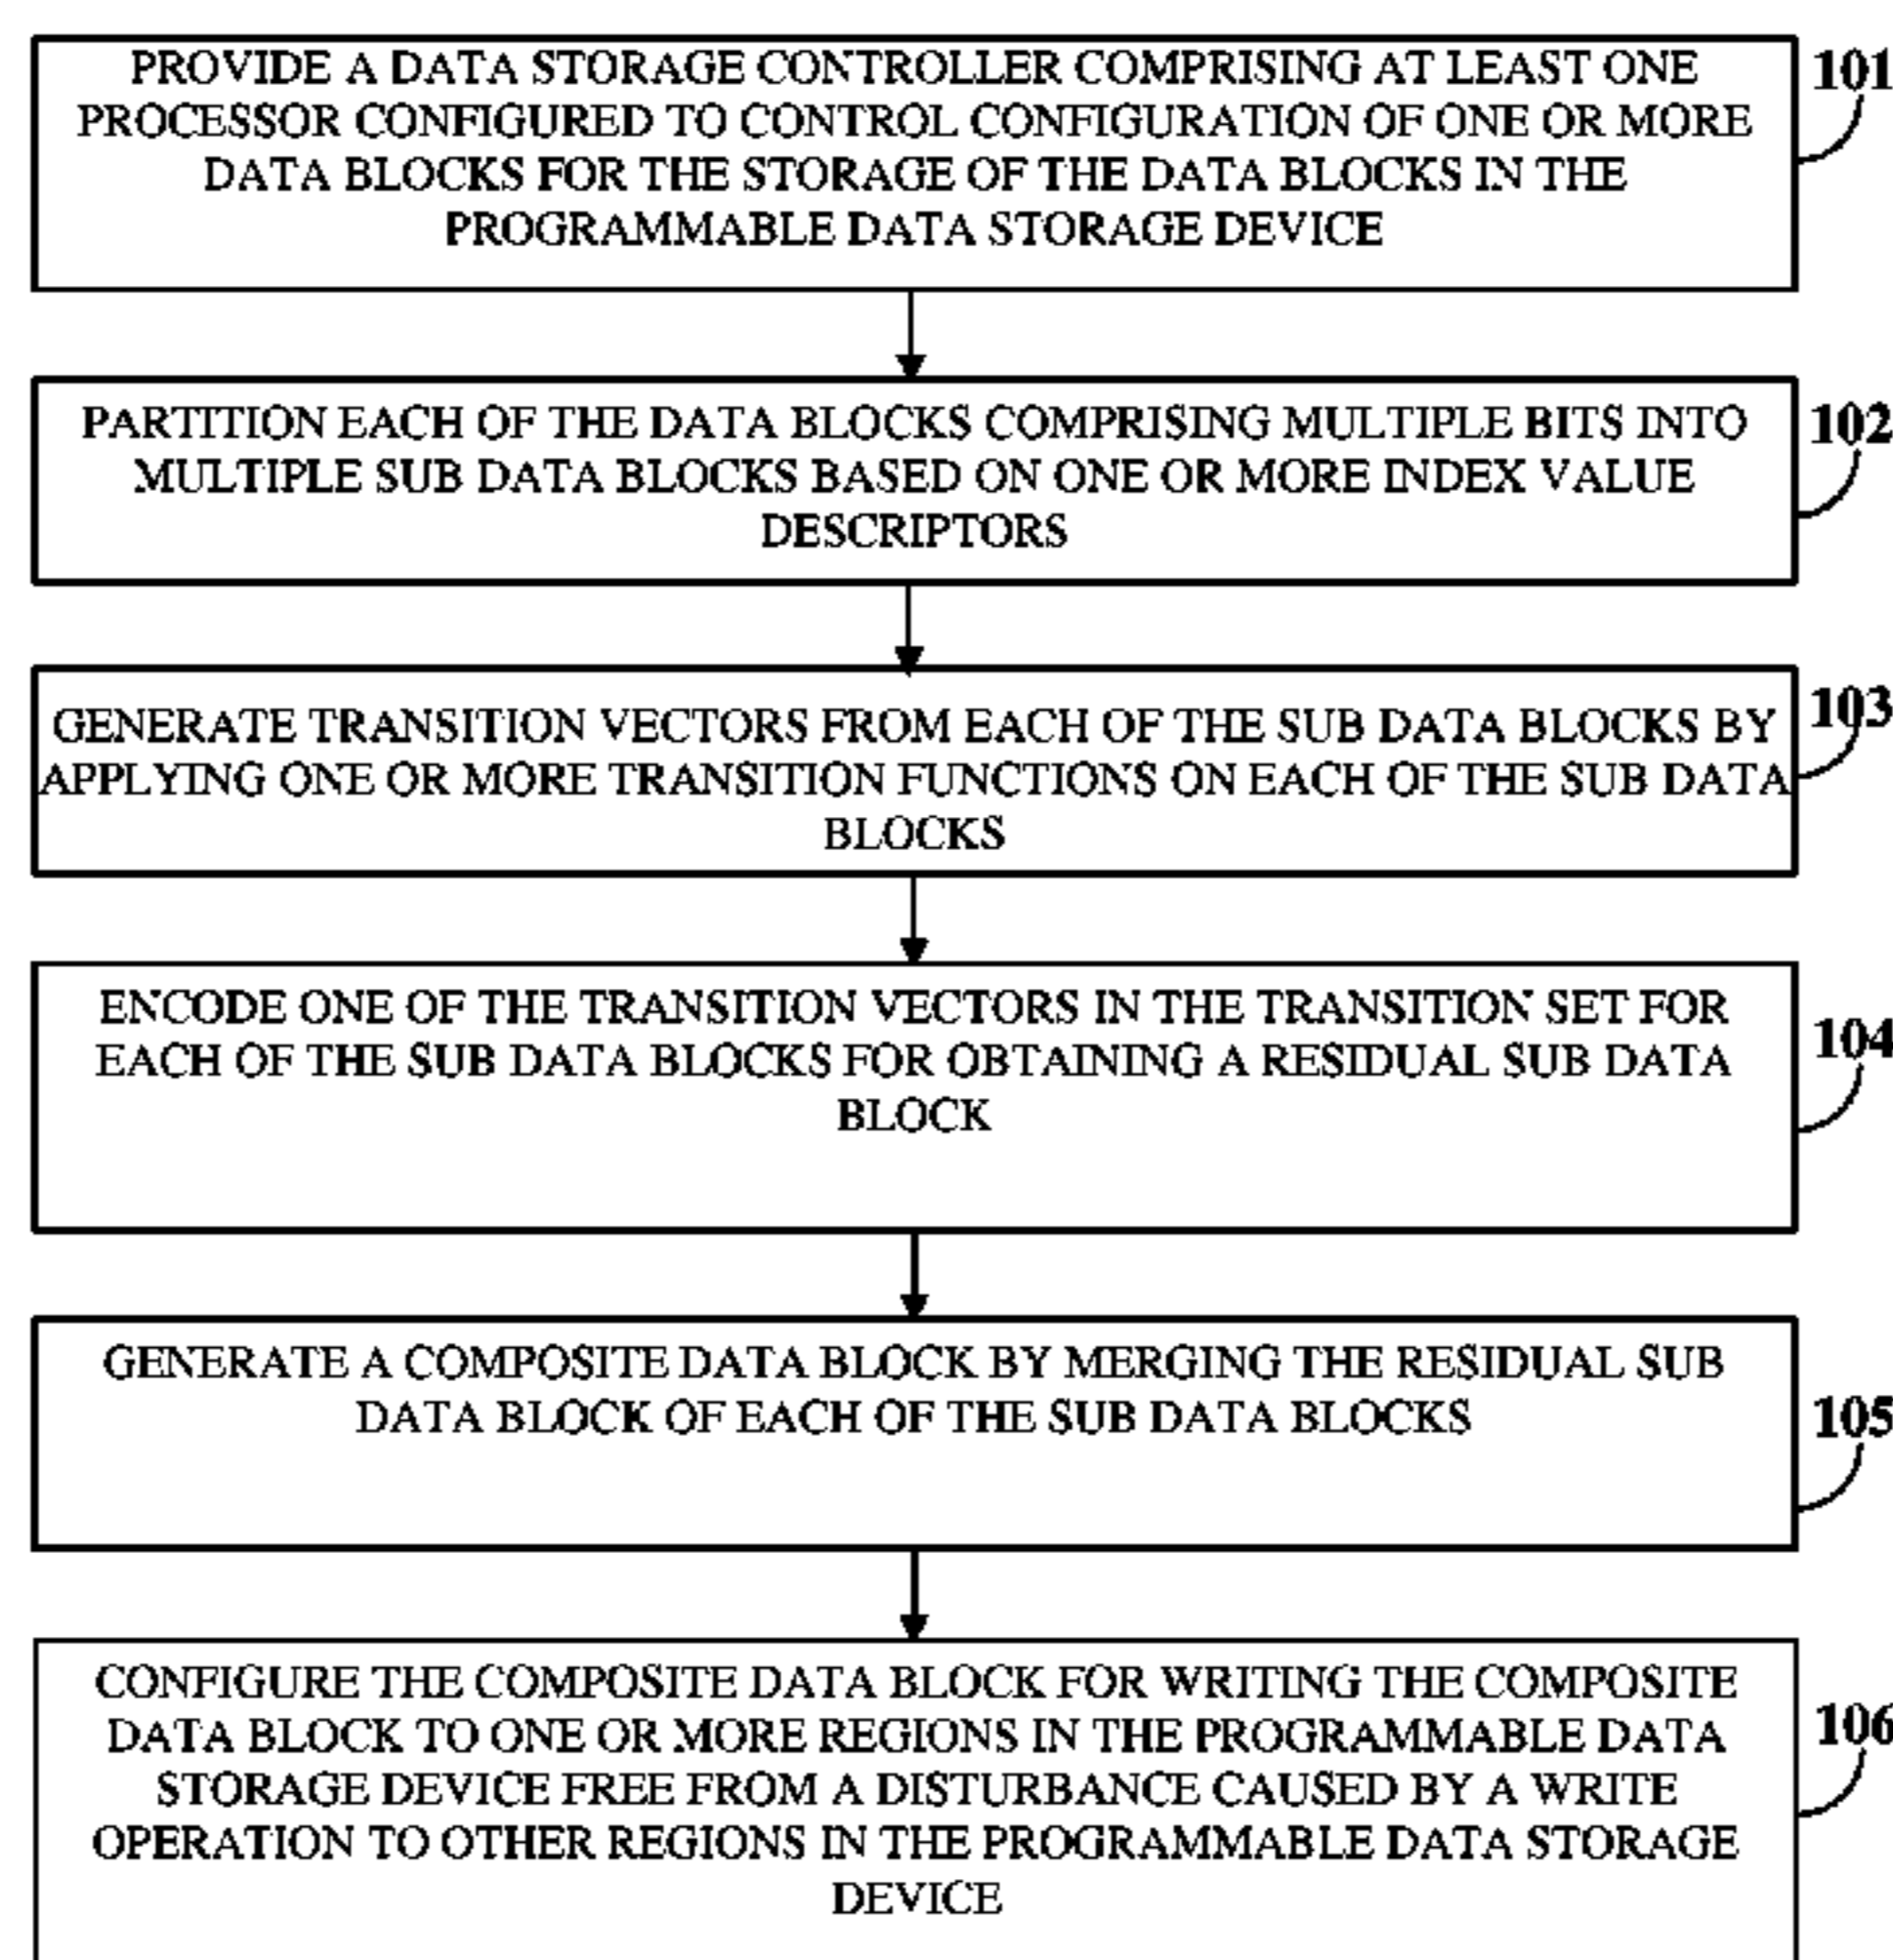 PROVIDE A DATA STORAGE CONTROLLER COMPRISING AT LEAST ONE
PROCESSOR CONFIGURED TO CONTROL CONFIGURATION OF ONE OR MORE
DATA BLOCKS FOR THE STORAGE OF THE DATA BLOCKS IN THE
PROGRAMMABLE DATA STORAGE DEVICE
101
PARTITION EACH OF THE DATA BLOCKS COMPRISING MULTIPLE BITS INTO
MULTIPLE SUB DATA BLOCKS BASED ON ONE OR MORE INDEX VALUE
DESCRIPTORS
102
GENERATE TRANSITION VECTORS FROM EACH OF THE SUB DATA BLOCKS BY
APPLYING ONE OR MORE TRANSITION FUNCTIONS ON EACH OF THE SUB DATA
BLOCKS
103
ENCODE ONE OF THE TRANSITION VECTORS IN THE TRANSITION SET FOR
EACH OF THE SUB DATA BLOCKS FOR OBTAINING A RESIDUAL SUB DATA
BLOCK
104
GENERATE A COMPOSITE DATA BLOCK BY MERGING THE RESIDUAL SUB
DATA BLOCK OF EACH OF THE SUB DATA BLOCKS
105
CONFIGURE THE COMPOSITE DATA BLOCK FOR WRITING THE COMPOSITE
DATA BLOCK TO ONE OR MORE REGIONS IN THE PROGRAMMABLE DATA
STORAGE DEVICE FREE FROM A DISTURBANCE CAUSED BY A WRITE
OPERATION TO OTHER REGIONS IN THE PROGRAMMABLE DATA STORAGE
DEVICE
106